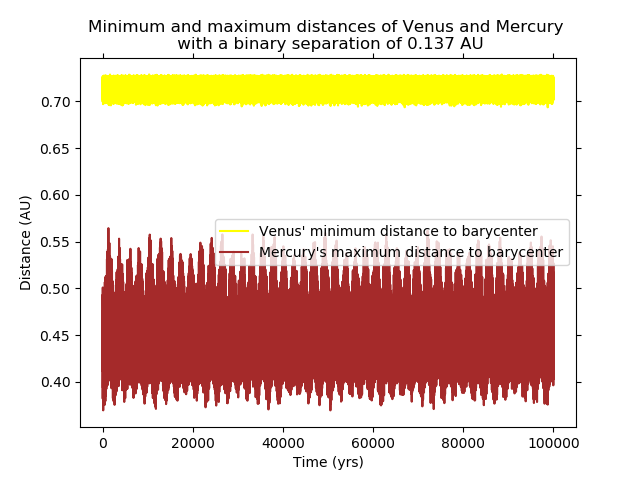 Minimum and maximum distances of Venus and Mercury
with a binary separation of 0.137 AU
0.70
0.65
0.60
0.55
0.50
0.45
0.40
Distance (AU)
Venus' minimum distance to barycenter
Mercury's maximum distance to barycenter
0 20000 40000 60000 80000 100000
Time (yrs)